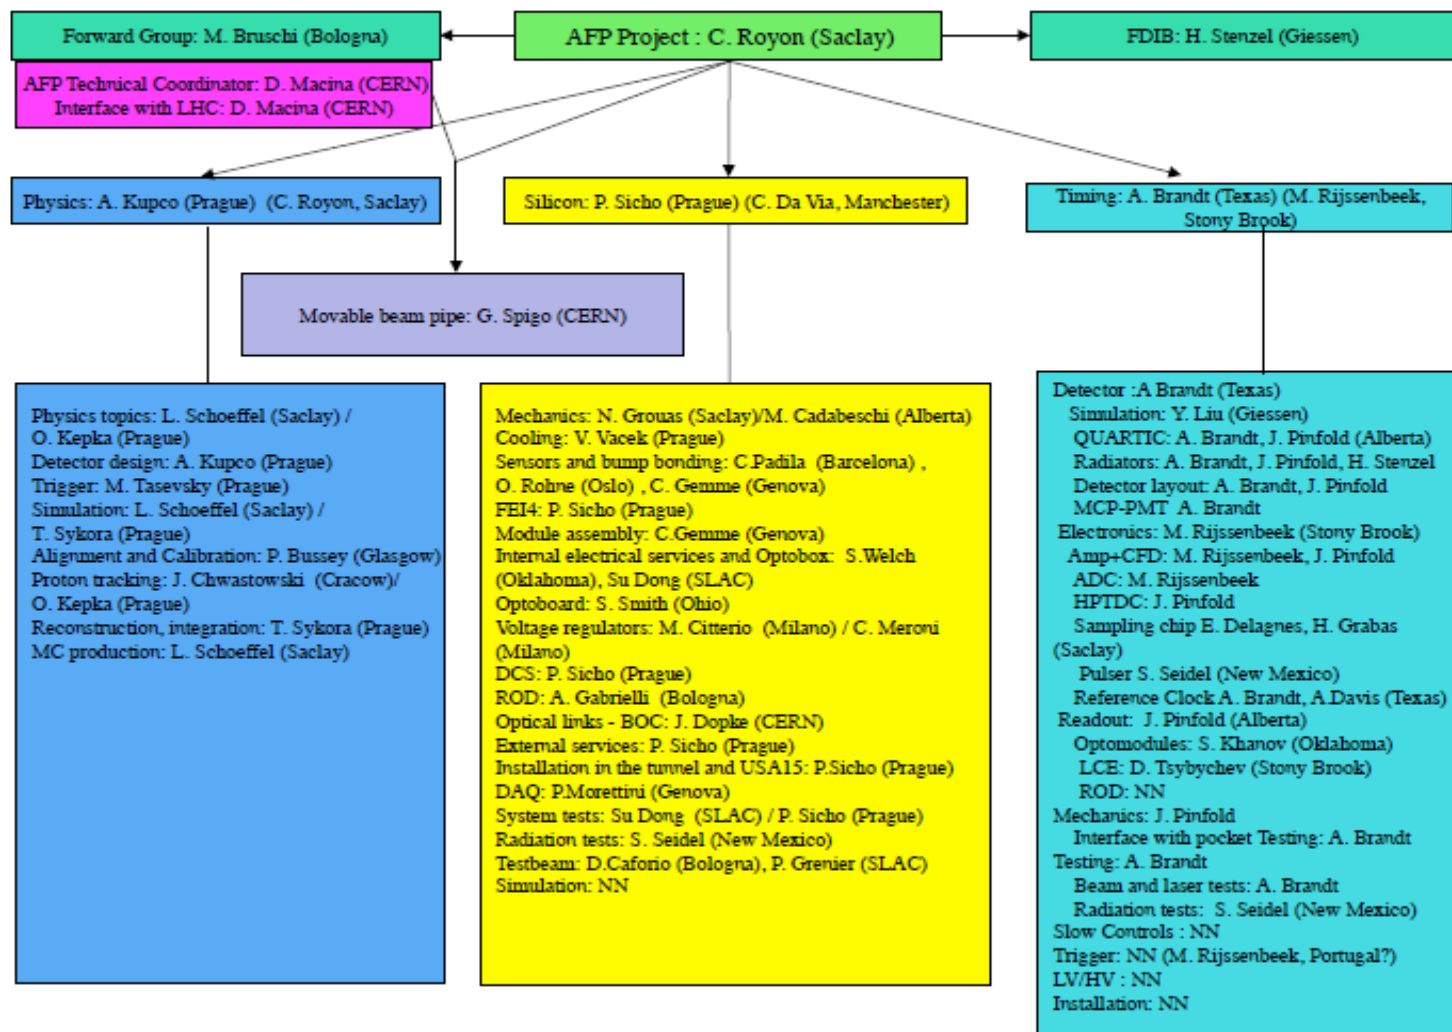 Forward Group: M. Bruschi (Bologna)
AFP Project : C. Royon (Saclay)
FDIB: H. Stenzel (Giessen)
AFP Technical Coordinator: D. Macina (CERN)
Interface with LHC: D. Macina (CERN)
Physics: A. Kupco (Prague) (C. Royon, Saclay)
Silicon: P. Sicho (Prague) (C. Da Via, Manchester)
Timing: A. Brandt (Texas) (M. Rijssenbeek,
Stony Brook)
Movable beam pipe: G. Spigo (CERN)
Physics topics: L. Schoeffel (Saclay) /
O. Kepka (Prague)
Detector design: A. Kupco (Prague)
Trigger: M. Tasevsky (Prague)
Simulation: L. Schoeffel (Saclay) /
T. Sykora (Prague)
Alignment and Calibration: P. Bussey (Glasgow)
Proton tracking: J. Chwastowski (Cracow)/
O. Kepka (Prague)
Reconstruction, integration: T. Sykora (Prague)
MC production: L. Schoeffel (Saclay)
Mechanics: N. Grouas (Saclay)/M. Cadabeschi (Alberta)
Cooling: V. Vacek (Prague)
Sensors and bump bonding: C.Padila (Barcelona) ,
O. Rohne (Oslo) , C. Gemme (Genova)
FEI4: P. Sicho (Prague)
Module assembly: C.Gemme (Genova)
Internal electrical services and Optobox: S.Welch
(Oklahoma), Su Dong (SLAC)
Optoboard: S. Smith (Ohio)
Voltage regulators: M. Citterio (Milano) / C. Meroni
(Milano)
DCS: P. Sicho (Prague)
ROD: A. Gabrielli (Bologna)
Optical links - BOC: J. Dopke (CERN)
External services: P. Sicho (Prague)
Installation in the tunnel and USA15: P.Sicho (Prague)
DAQ: P.Morettini (Genova)
System tests: Su Dong (SLAC) / P. Sicho (Prague)
Radiation tests: S. Seidel (New Mexico)
Testbeam: D.Caforio (Bologna), P. Grenier (SLAC)
Simulation: NN
Detector :A Brandt (Texas)
Simulation: Y. Liu (Giessen)
QUARTIC: A. Brandt, J. Pinfold (Alberta)
Radiators: A. Brandt, J. Pinfold, H. Stenzel
Detector layout: A. Brandt, J. Pinfold
MCP-PMT A. Brandt
Electronics: M. Rijssenbeek (Stony Brook)
Amp+CFD: M. Rijssenbeek, J. Pinfold
ADC: M. Rijssenbeek
HPTDC: J. Pinfold
Sampling chip E. Delagnes, H. Grabas
(Saclay)
Pulser S. Seidel (New Mexico)
Reference Clock A. Brandt, A.Davis (Texas)
Readout: J. Pinfold (Alberta)
Optomodules: S. Khanov (Oklahoma)
LCE: D. Tsybychev (Stony Brook)
ROD: NN
Mechanics: J. Pinfold
Interface with pocket Testing: A. Brandt
Testing: A. Brandt
Beam and laser tests: A. Brandt
Radiation tests: S. Seidel (New Mexico)
Slow Controls : NN
Trigger: NN (M. Rijssenbeek, Portugal?)
LV/HV : NN
Installation: NN